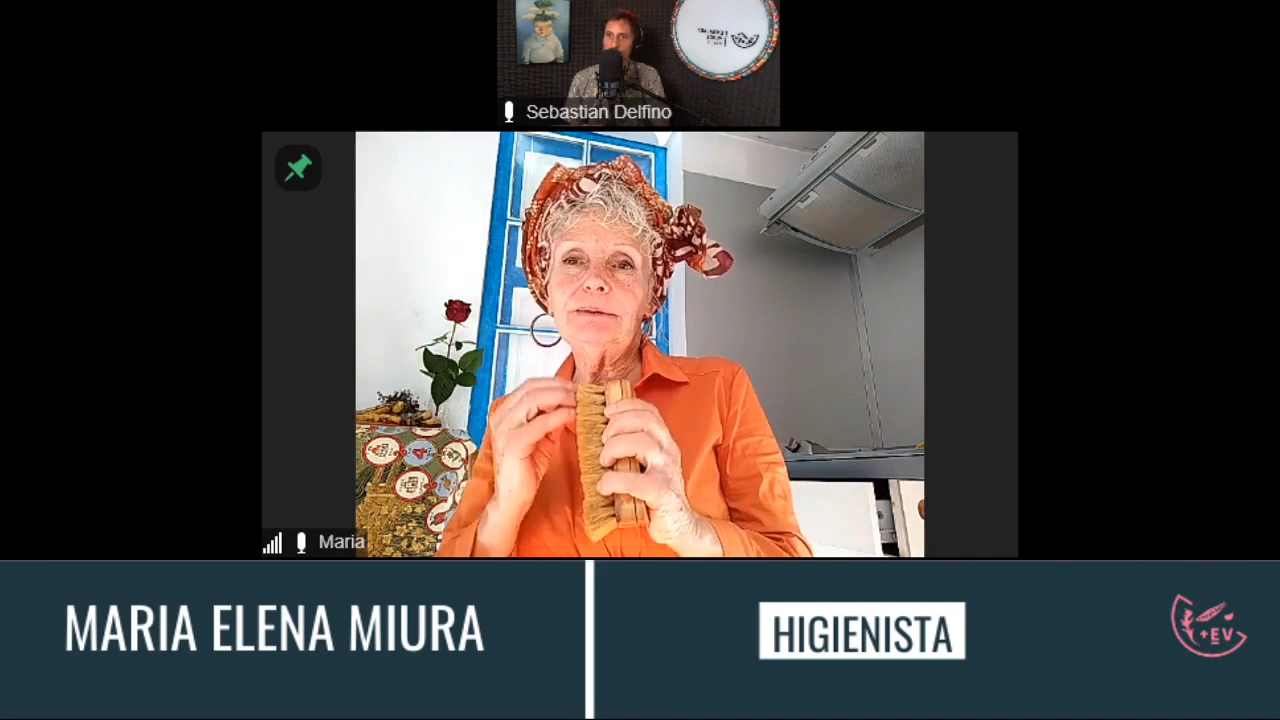 Sebastian Delfino
Maria
MARIA ELENA MIURA
HIGIENISTA
+EV